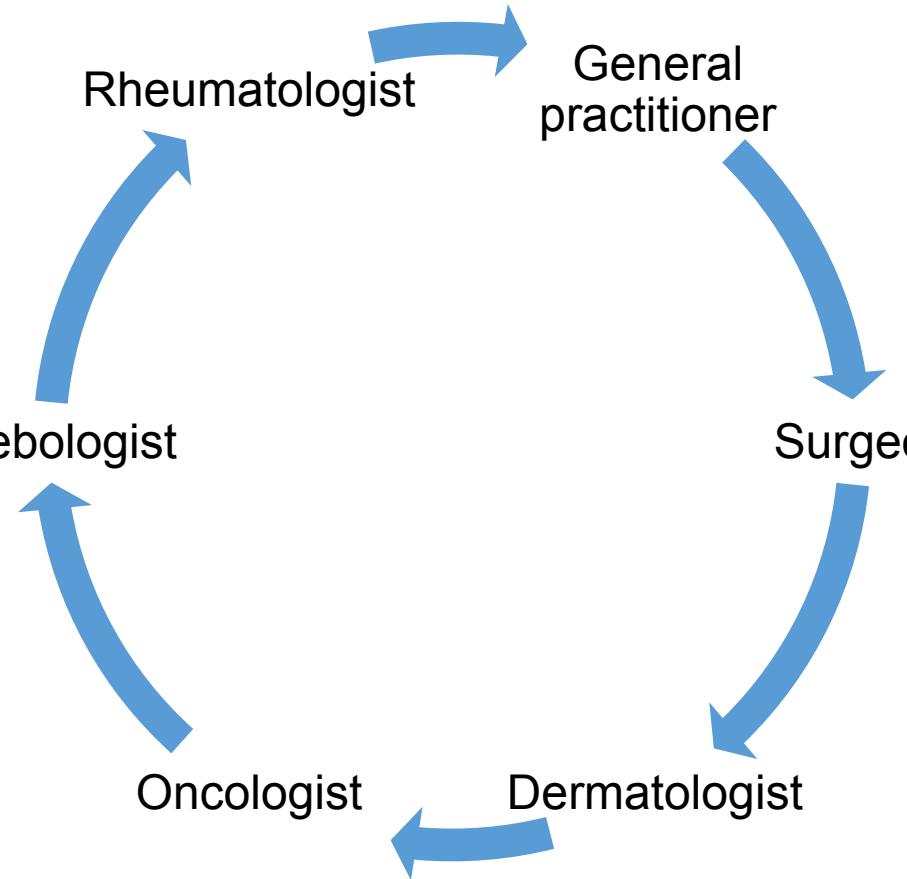 Rheumatologist
General
practitioner
ebologist
Surgeo
Dermatologist
Oncologist